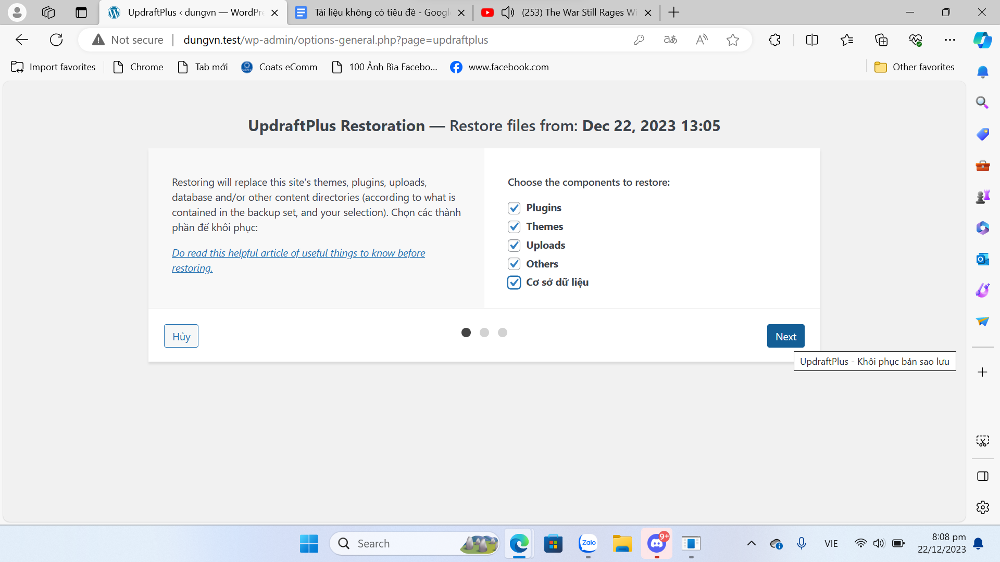 UpdraftPlus ‹ dungvn — WordPre
Tài liệu không có tiêu đề - Googl
(253) The War Still Rages Wi
Not secure
dungvn.test/wp-admin/options-general.php?page=updraftplus
Import favorites
Chrome
Tab mới
Coats eComm
100 Ảnh Bìa Facebo...
www.facebook.com
Other favorites
UpdraftPlus Restoration — Restore files from: Dec 22, 2023 13:05
Restoring will replace this site's themes, plugins, uploads,
database and/or other content directories (according to what is
contained in the backup set, and your selection). Chọn các thành
phần để khôi phục:
Do read this helpful article of useful things to know before
restoring.
Choose the components to restore:
Plugins
Themes
Uploads
Others
Cơ sở dữ liệu
Hủy
Next
UpdraftPlus - Khôi phục bản sao lưu
Search
Zalo
9+
VIE
8:08 pm
22/12/2023